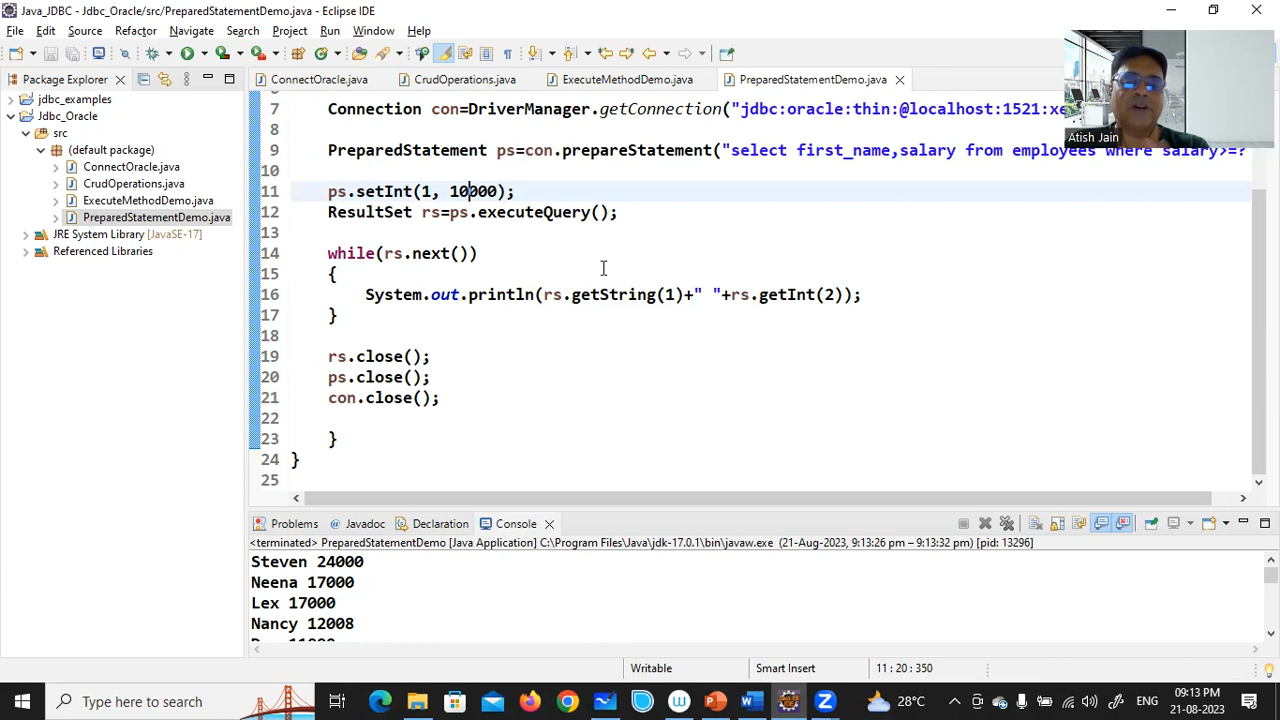 Java_JDBC - Jdbc_Oracle/src/PreparedStatementDemo.java - Eclipse IDE
File Edit Source Refactor Navigate Search Project Run Window Help
Package Explorer
ConnectOracle.java CrudOperations.java ExecuteMethodDemo.java PreparedStatementDemo.java
jdbc_examples
Jdbc_Oracle
src
(default package)
ConnectOracle.java
CrudOperations.java
ExecuteMethodDemo.java
PreparedStatementDemo.java
JRE System Library [JavaSE-17]
Referenced Libraries
7 Connection con=DriverManager.getConnection("jdbc:oracle:thin:@localhost:1521:xe
8
9 PreparedStatement ps=con.prepareStatement("select first_name,salary from employees where salary>=?
10
11 ps.setInt(1, 10000);
12 ResultSet rs=ps.executeQuery();
13
14 while(rs.next())
15 {
16 System.out.println(rs.getString(1)+" "+rs.getInt(2));
17 }
18
19 rs.close();
20 ps.close();
21 con.close();
22
23 }
24 }
25
Atish Jain
Problems Javadoc Declaration Console
<terminated> PreparedStatementDemo [Java Application] C:\Program Files\Java\jdk-17.0.1\bin\javaw.exe (21-Aug-2023, 9:13:26 pm – 9:13:32 pm) [pid: 13296]
Steven 24000
Neena 17000
Lex 17000
Nancy 12008
Writable Smart Insert 11 : 20 : 350
Type here to search
28°C
ENG
09:13 PM
21-08-2023